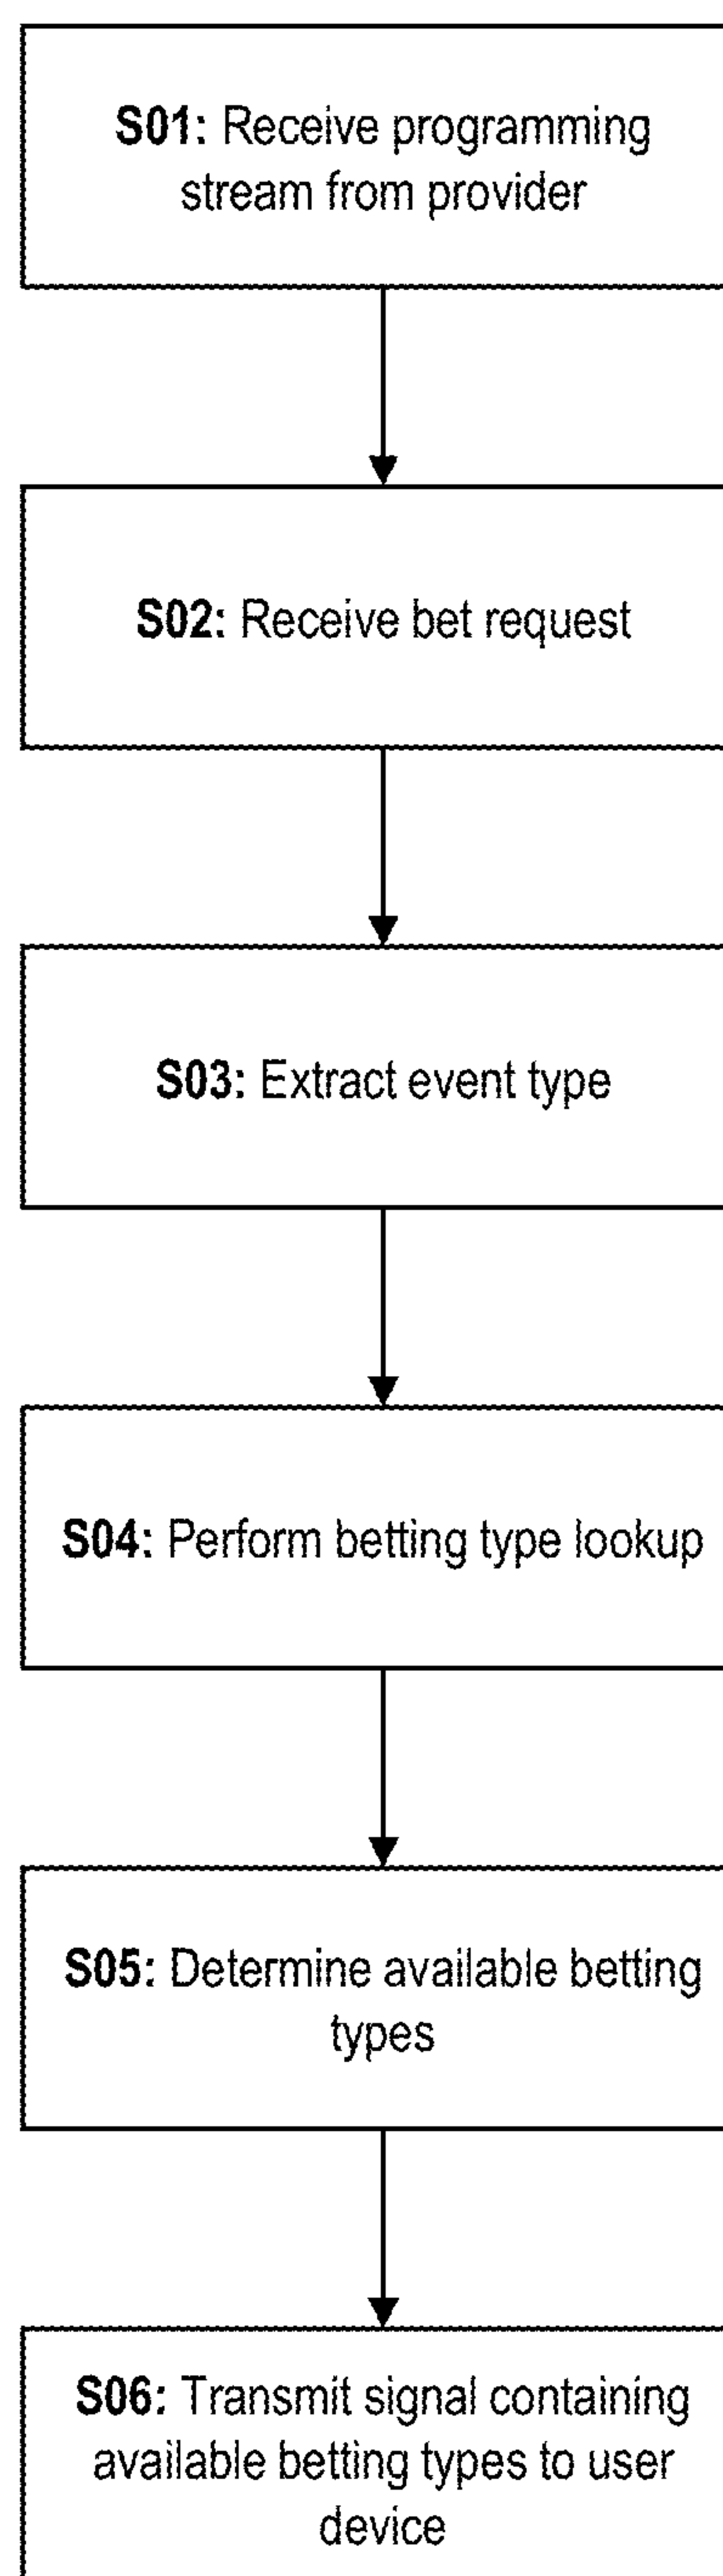 S01: Receive programming
stream from provider
S02: Receive bet request
S03: Extract event type
S04: Perform betting type lookup
S05: Determine available betting
types
S06: Transmit signal containing
available betting types to user
device